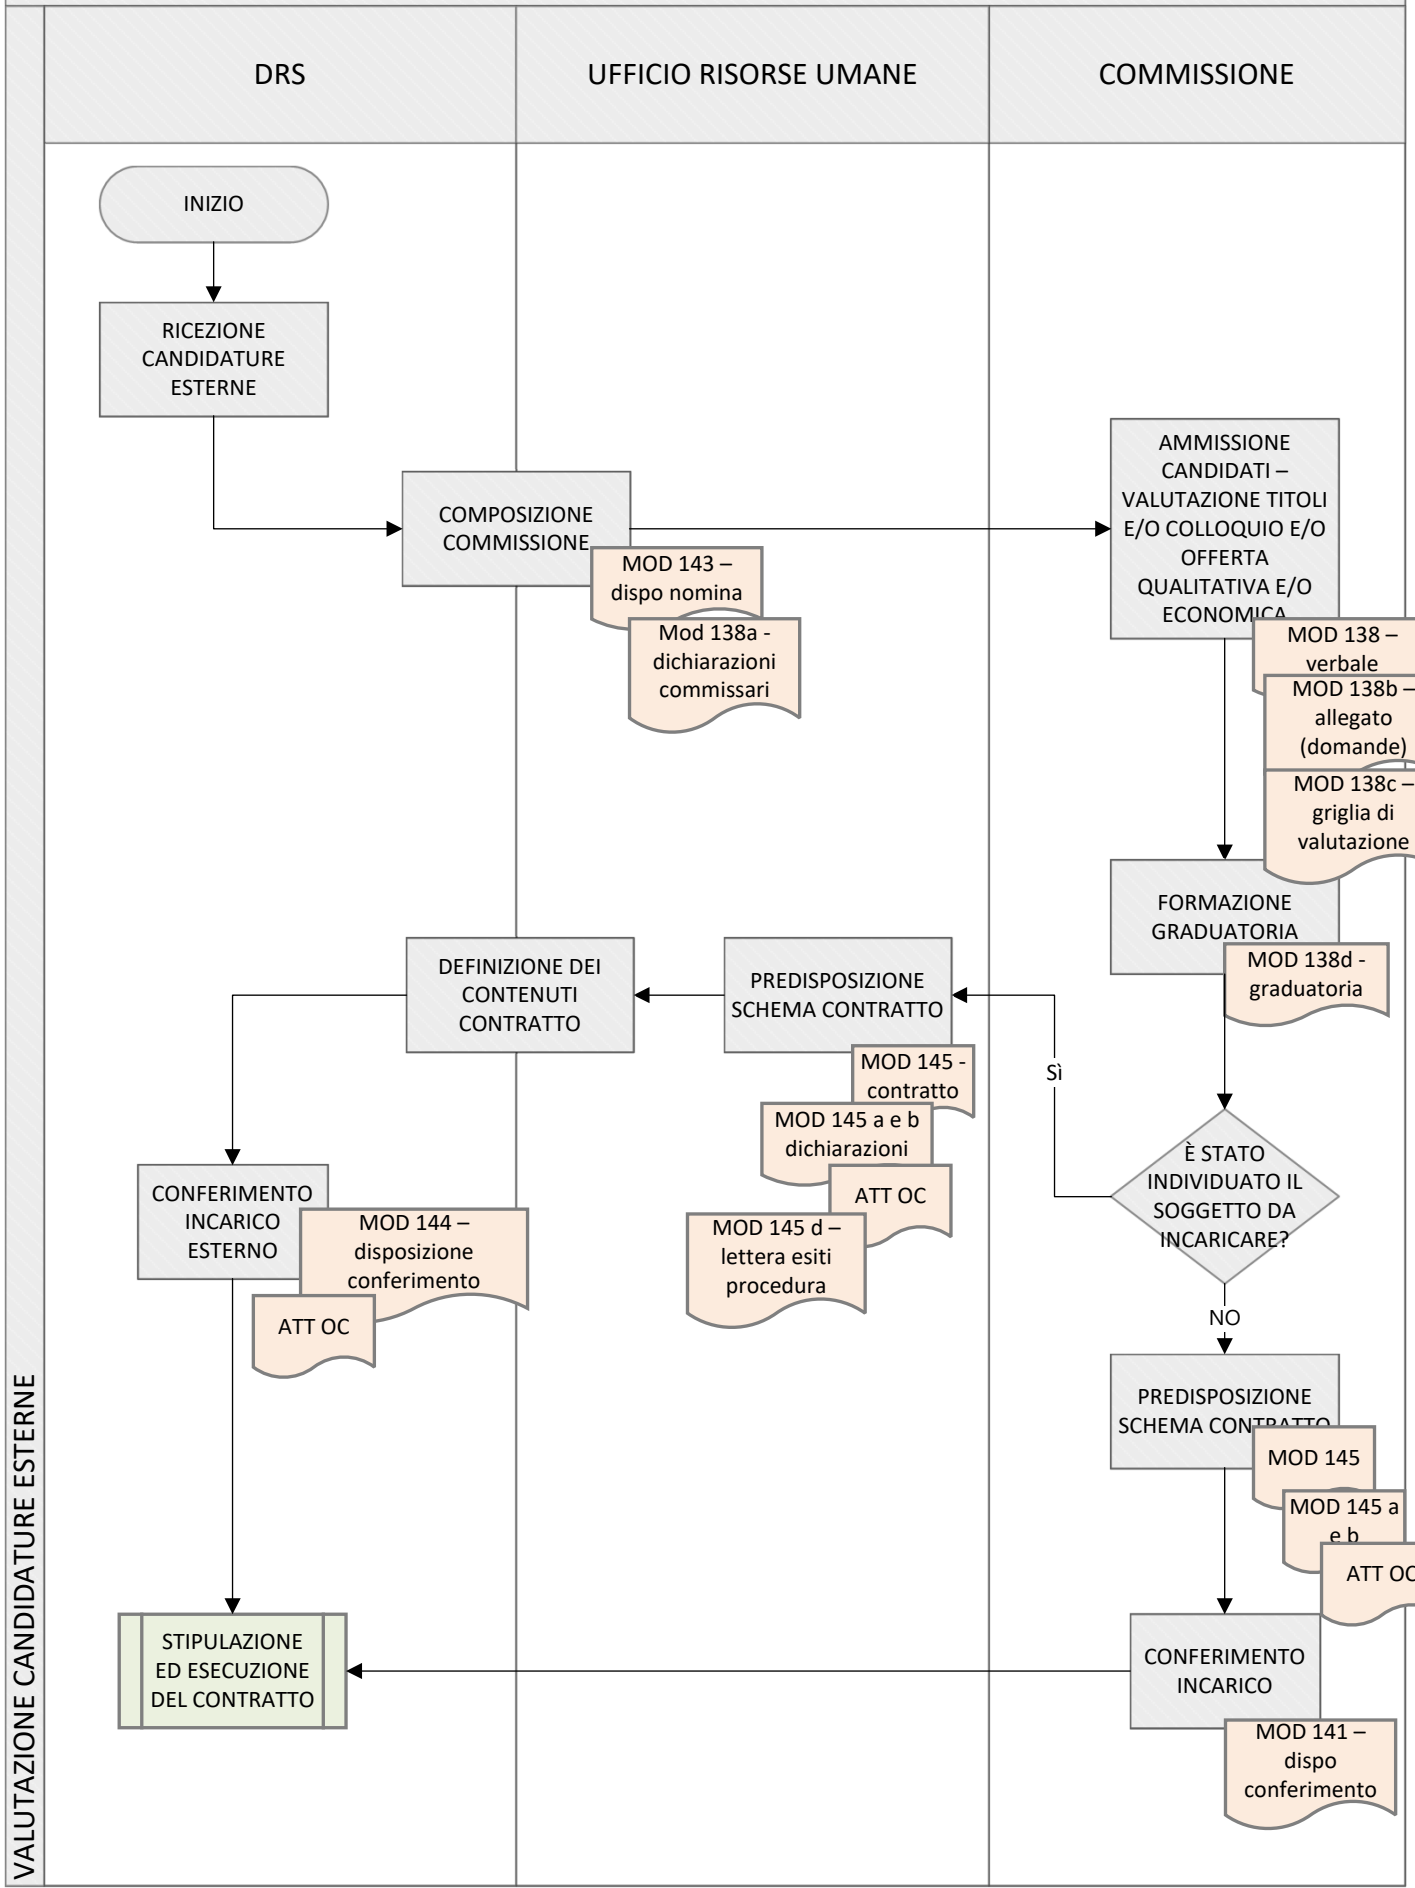 DRS
UFFICIO RISORSE UMANE
COMMISSIONE
VALUTAZIONE CANDIDATURE ESTERNE
INIZIO
RICEZIONE
CANDIDATURE
ESTERNE
COMPOSIZIONE
COMMISSIONE
MOD 143 –
dispo nomina
Mod 138a -
dichiarazioni
commissari
AMMISSIONE
CANDIDATI –
VALUTAZIONE TITOLI
E/O COLLOQUIO E/O
OFFERTA
QUALITATIVA E/O
ECONOMICA
MOD 138 –
verbale
MOD 138b –
allegato
(domande)
MOD 138c –
griglia di
valutazione
FORMAZIONE
GRADUATORIA
MOD 138d -
graduatoria
DEFINIZIONE DEI
CONTENUTI
CONTRATTO
PREDISPOSIZIONE
SCHEMA CONTRATTO
MOD 145 -
contratto
MOD 145 a e b
dichiarazioni
ATT OC
MOD 145 d –
lettera esiti
procedura
Sì
È STATO
INDIVIDUATO IL
SOGGETTO DA
INCARICARE?
NO
CONFERIMENTO
INCARICO
ESTERNO
MOD 144 –
disposizione
conferimento
ATT OC
PREDISPOSIZIONE
SCHEMA CONTRATTO
MOD 145
MOD 145 a
e b
ATT OC
STIPULAZIONE
ED ESECUZIONE
DEL CONTRATTO
CONFERIMENTO
INCARICO
MOD 141 –
dispo
conferimento